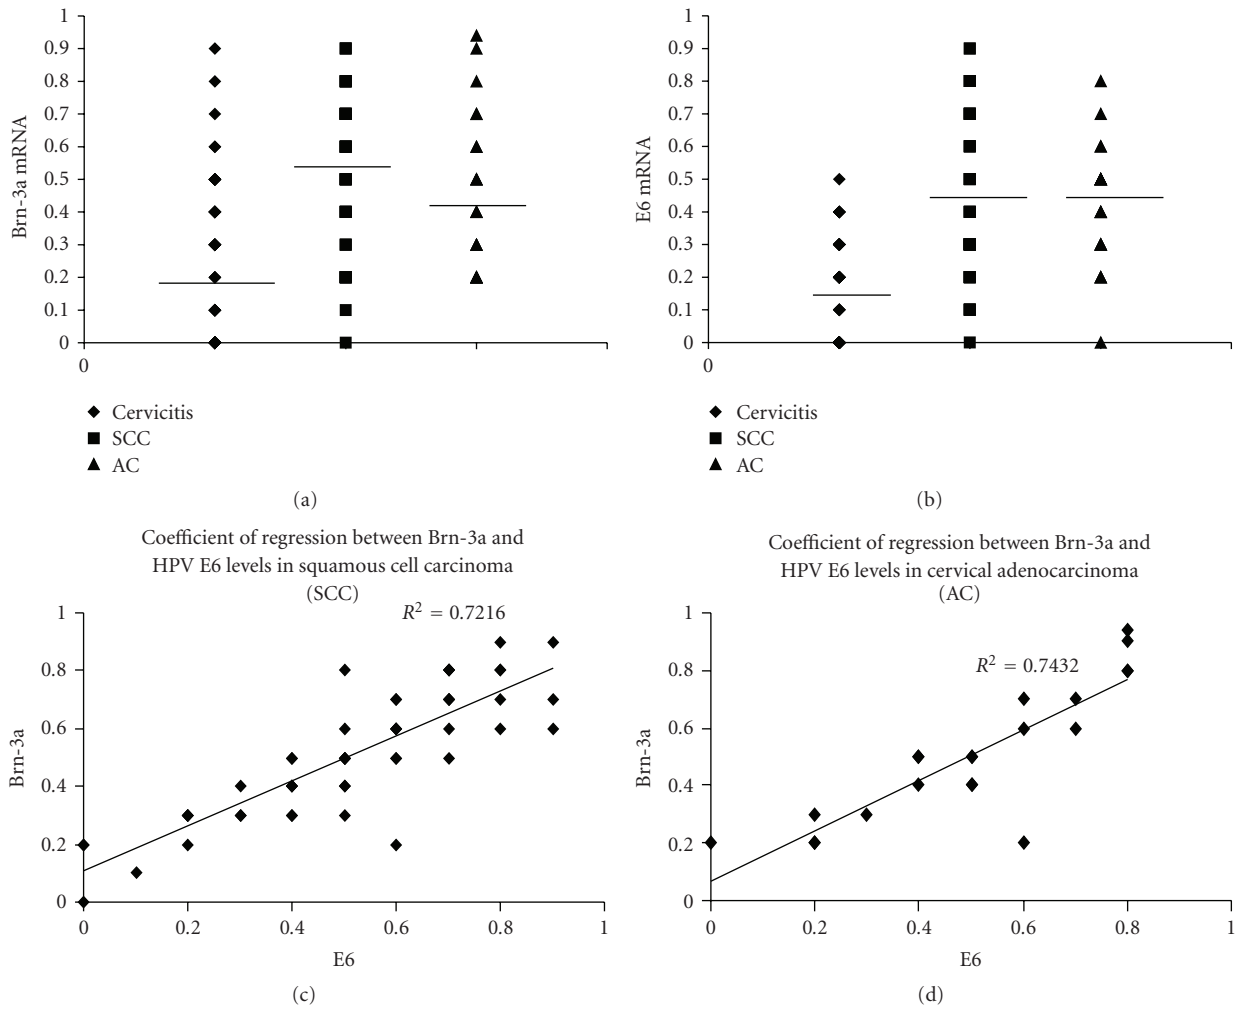 1
0.9
0.8
0.7
0.6
0.5
0.4
0.3
0.2
0.1
0
0
Brn-3a mRNA
Cervicitis
SCC
AC
(a)
1
0.9
0.8
0.7
0.6
0.5
0.4
0.3
0.2
0.1
0
0
E6 mRNA
Cervicitis
SCC
AC
(b)
Coefficient of regression between Brn-3a and
HPV E6 levels in squamous cell carcinoma
(SCC)
R² = 0.7216
1
0.8
0.6
0.4
0.2
0
Brn-3a
0 0.2 0.4 0.6 0.8 1
E6
(c)
Coefficient of regression between Brn-3a and
HPV E6 levels in cervical adenocarcinoma
(AC)
R² = 0.7432
1
0.8
0.6
0.4
0.2
0
Brn-3a
0 0.2 0.4 0.6 0.8 1
E6
(d)